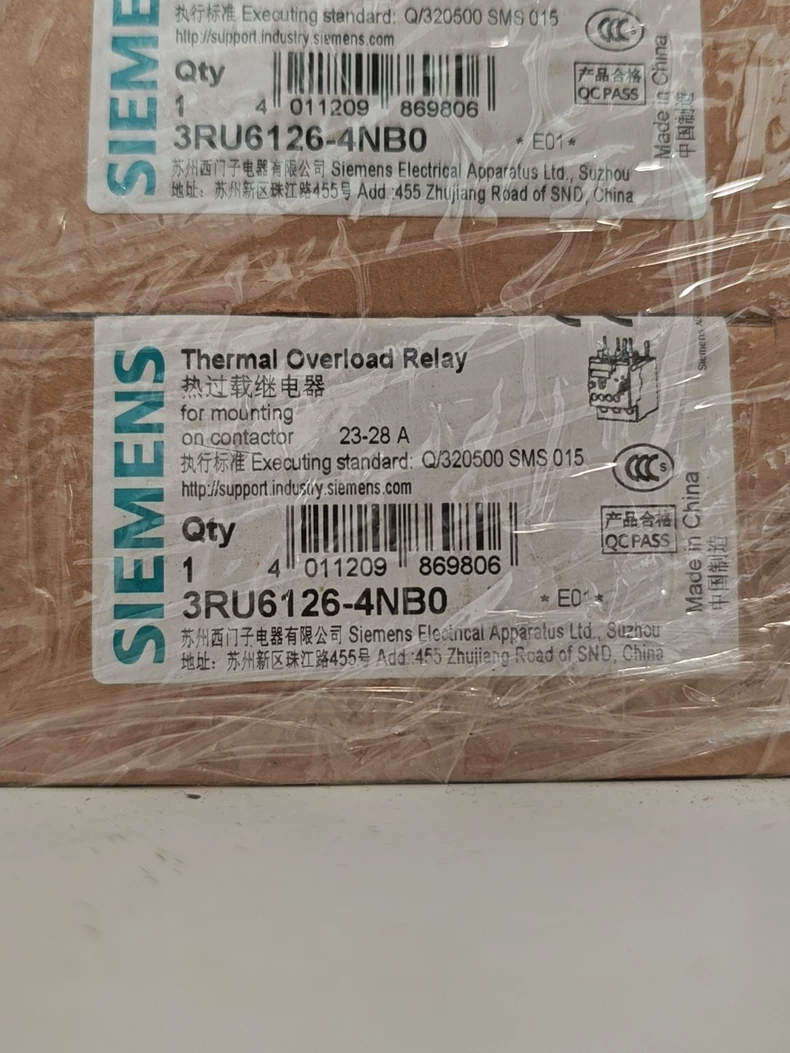 SIEMENS
执行标准 Executing standard: Q/320500 SMS 015
http://support.industry.siemens.com
Qty
1
4 011209 869806
3RU6126-4NB0
* E01 *
产品合格
QC PASS
Made in China
中国制造
苏州西门子电器有限公司 Siemens Electrical Apparatus Ltd., Suzhou
地址: 苏州新区珠江路455号 Add.:455 Zhujiang Road of SND, China
SIEMENS
Thermal Overload Relay
热过载继电器
for mounting
on contactor 23-28 A
执行标准 Executing standard: Q/320500 SMS 015
http://support.industry.siemens.com
Qty
1
4 011209 869806
3RU6126-4NB0
* E01 *
CCC S
产品合格
QC PASS
Made in China
中国制造
Siemens
苏州西门子电器有限公司 Siemens Electrical Apparatus Ltd., Suzhou
地址: 苏州新区珠江路455号 Add.:455 Zhujiang Road of SND, China